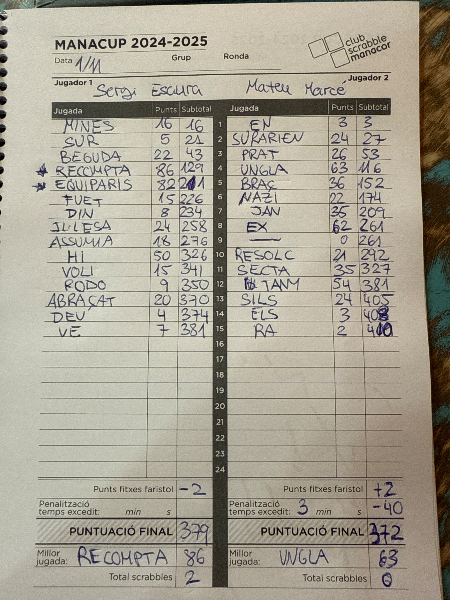 MANACUP 2024-2025
club scrabble manacor
Data 1/11 Grup Ronda
Jugador 1 Jugador 2
Sergi Escura Mateu Marcé
Jugada Punts Subtotal Jugada Punts Subtotal
MINES 16 16 1 EN 3 3
SUR 5 21 2 SURARIEN 24 27
BEGUDA 22 43 3 PRAT 26 53
* RECOMPTA 86 129 4 UNGLA 63 116
* EQUIPARIS 82 211 5 BRAÇ 36 152
FUET 15 226 6 NAZI 22 174
DIN 8 234 7 JAN 35 209
JULESA 24 258 8 EX 62 261
ASSUMIA 18 276 9 — 0 261
HI 50 326 10 RESOLC 21 292
VOLI 15 341 11 SECTA 35 327
RODO 9 350 12 TANM 54 381
ABRAÇAT 20 370 13 SILS 24 405
DEU 4 374 14 ELS 3 408
VE 7 381 15 RA 2 410
16
17
18
19
20
21
22
23
24
Punts fitxes faristol -2 Punts fitxes faristol +2
Penalització temps excedit: min s Penalització temps excedit: 3 min s -40
PUNTUACIÓ FINAL 379 PUNTUACIÓ FINAL 372
Millor jugada: RECOMPTA 86 Millor jugada: UNGLA 63
Total scrabbles 2 Total scrabbles 0